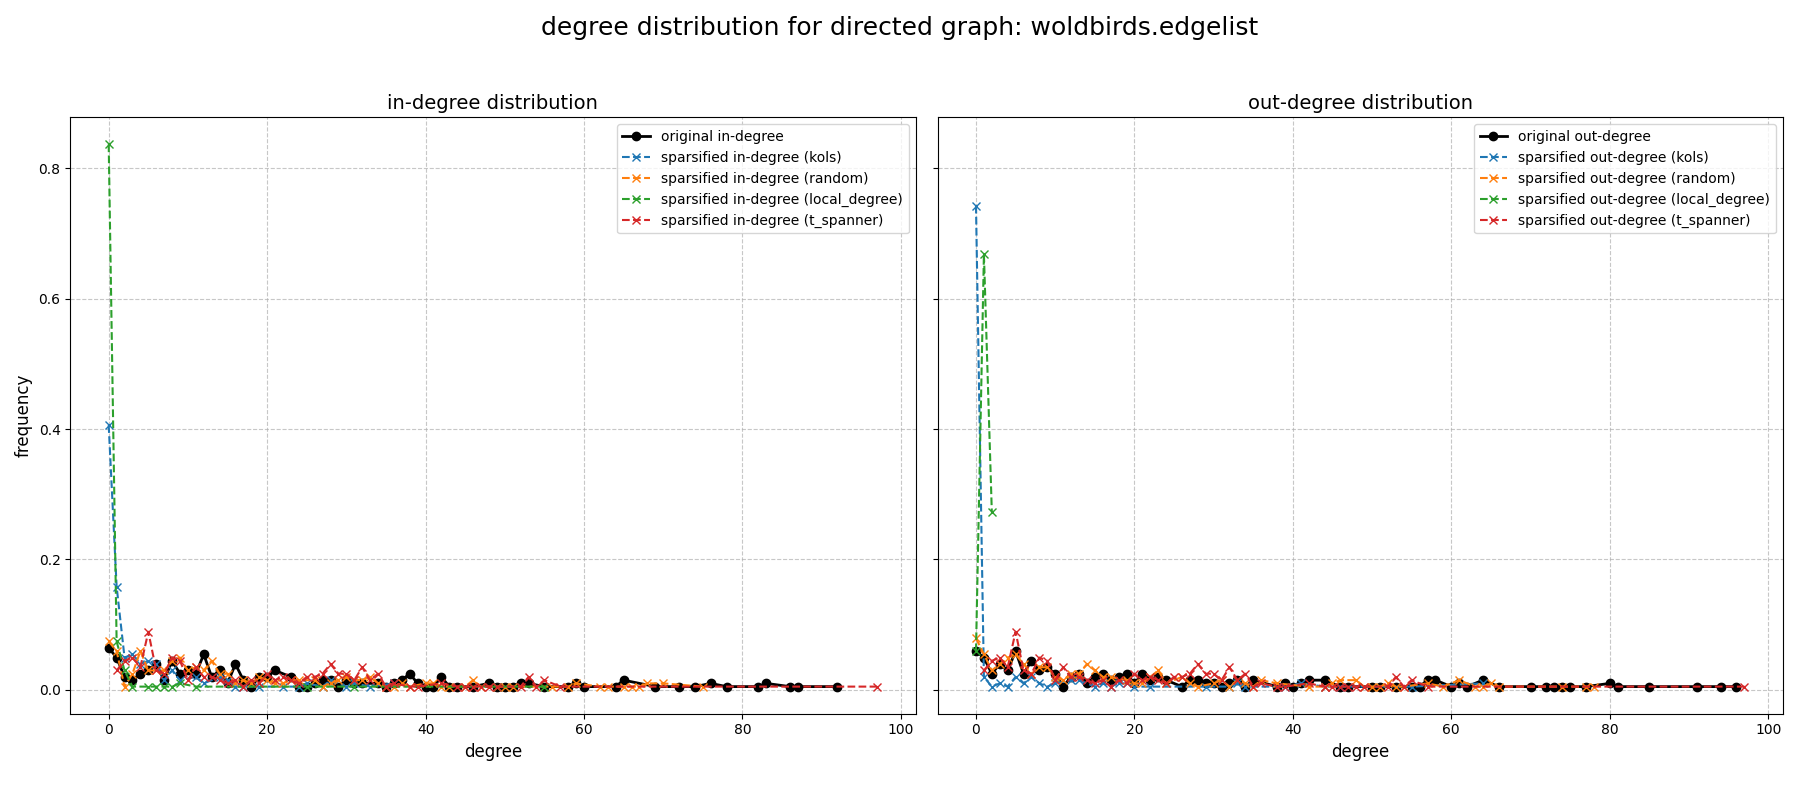 degree distribution for directed graph: woldbirds.edgelist
in-degree distribution
original in-degree
sparsified in-degree (kols)
sparsified in-degree (random)
sparsified in-degree (local_degree)
sparsified in-degree (t_spanner)
frequency
0.8
0.6
0.4
0.2
0.0
0 20 40 60 80 100
degree
out-degree distribution
original out-degree
sparsified out-degree (kols)
sparsified out-degree (random)
sparsified out-degree (local_degree)
sparsified out-degree (t_spanner)
0 20 40 60 80 100
degree